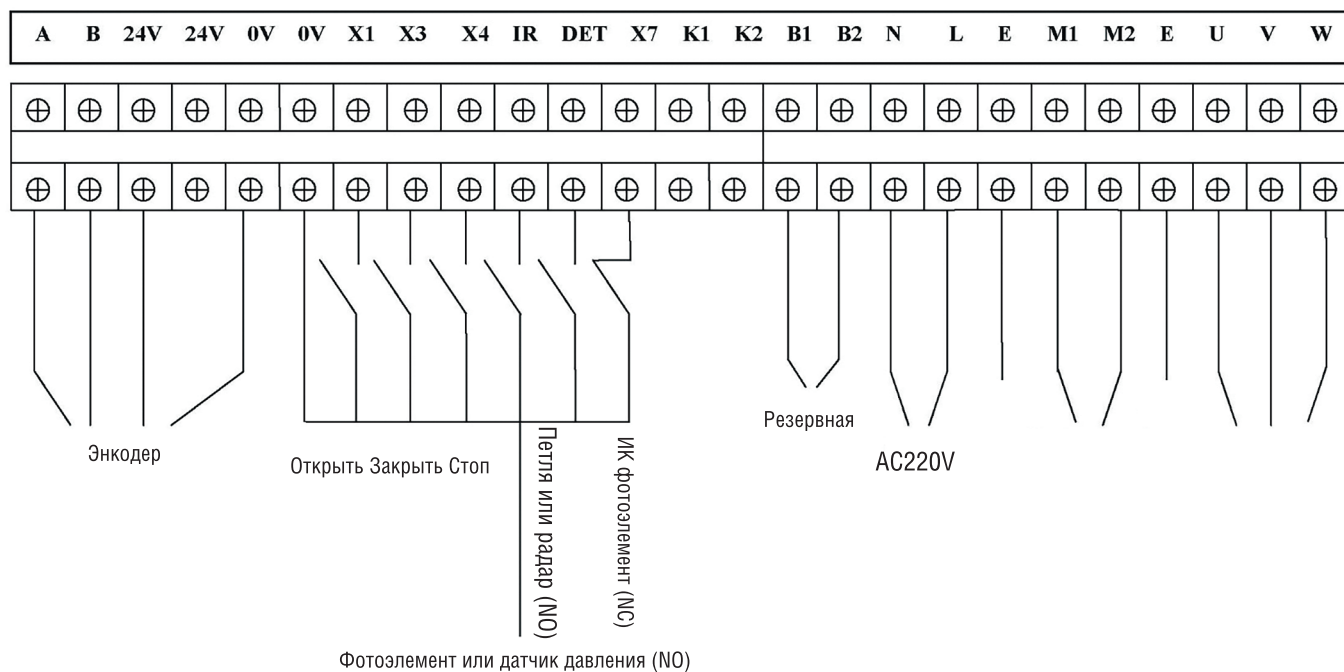 A B 24V 24V 0V 0V X1 X3 X4 IR DET X7 K1 K2 B1 B2 N L E M1 M2 E U V W
Энкодер
Открыть Закрыть Стоп
Петля или радар (NO)
ИК фотоэлемент (NC)
Фотоэлемент или датчик давления (NO)
Резервная
AC220V